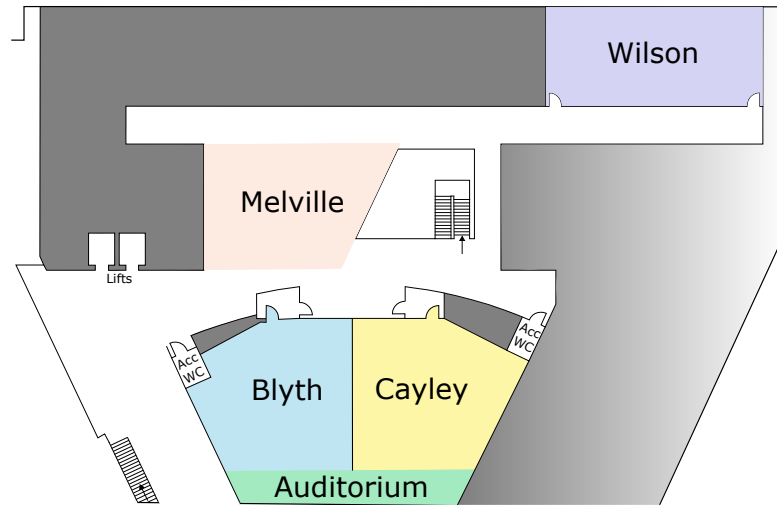 Wilson
Melville
Lifts
Acc
WC
Acc
WC
Blyth
Cayley
Auditorium